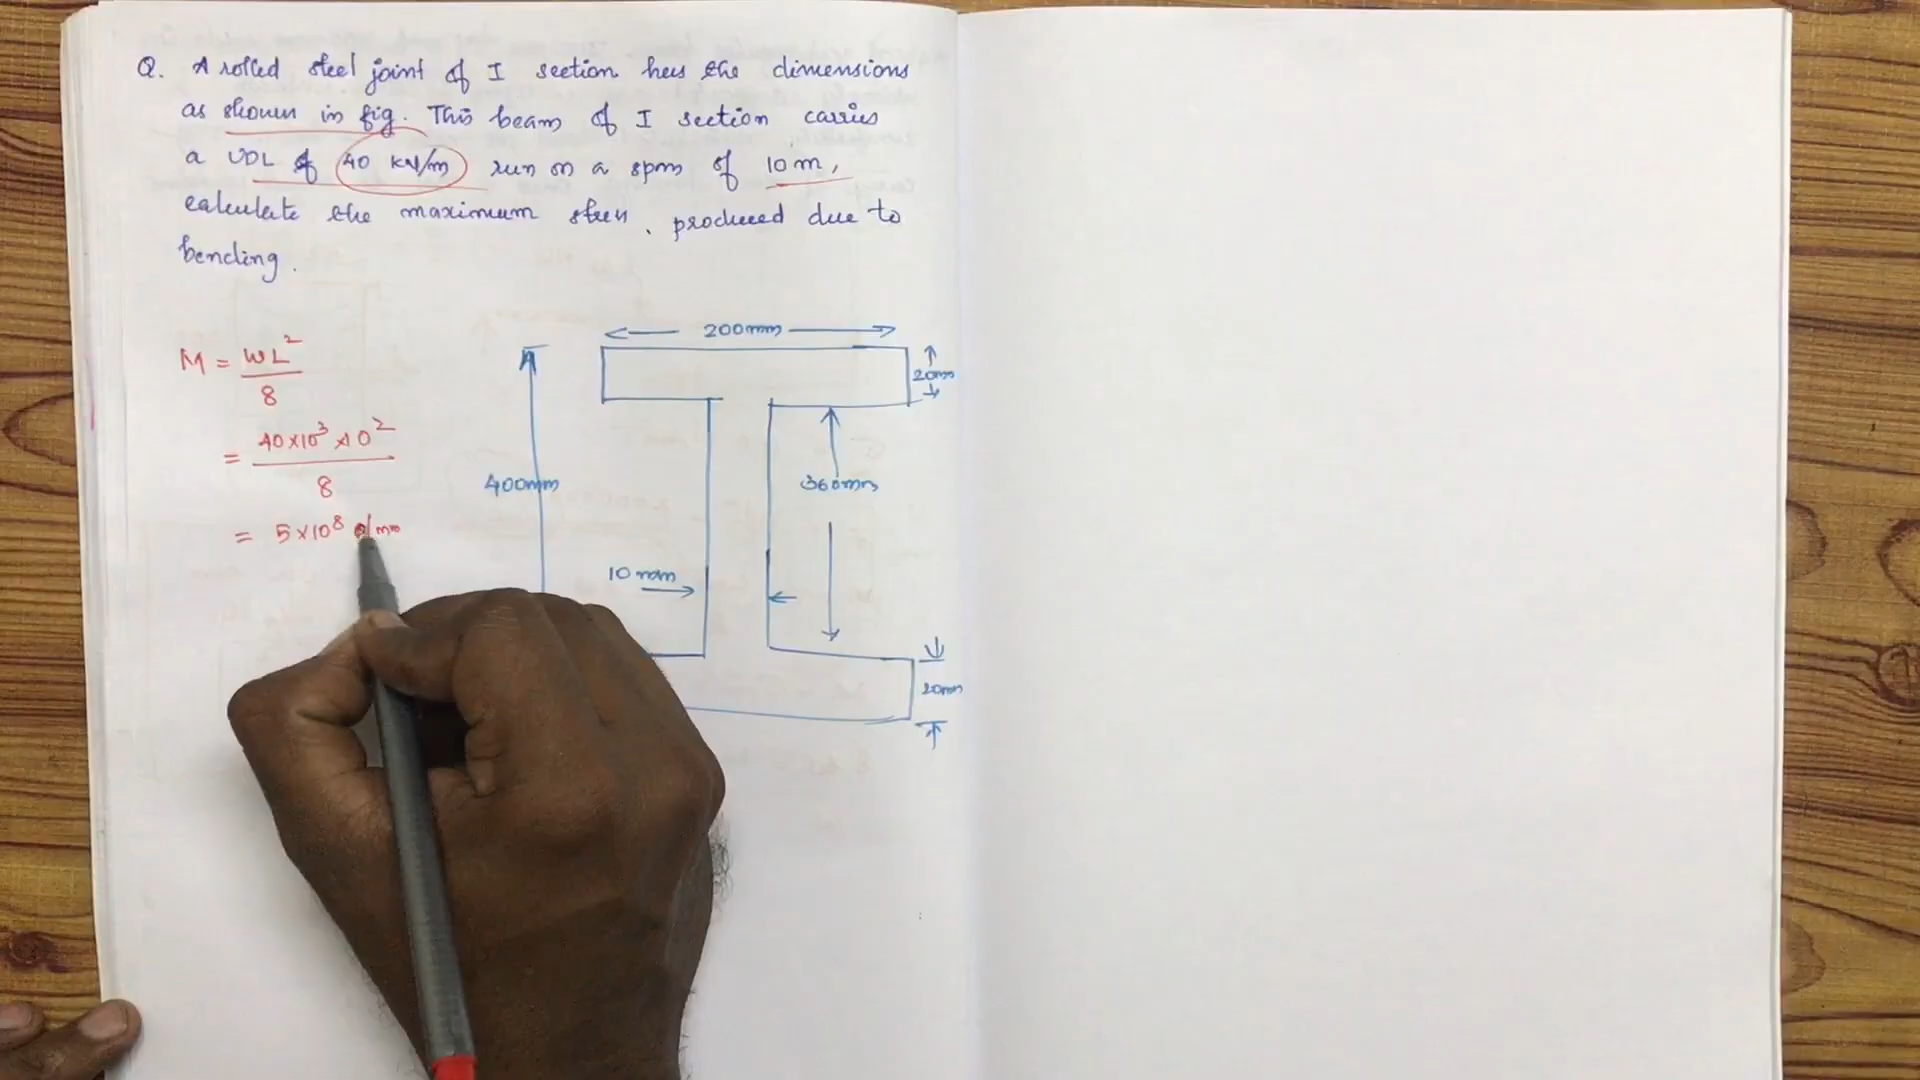 Q. A rolled steel joint of I section has the dimensions
as shown in fig. This beam of I section carries
a UDL of 40 kN/m run on a span of 10 m,
calculate the maximum stress produced due to
bending.
M = wL²
8
= 40×10³×10²
8
= 5×10⁸ /mm
200mm
20mm
400mm
360mm
10 mm
20mm